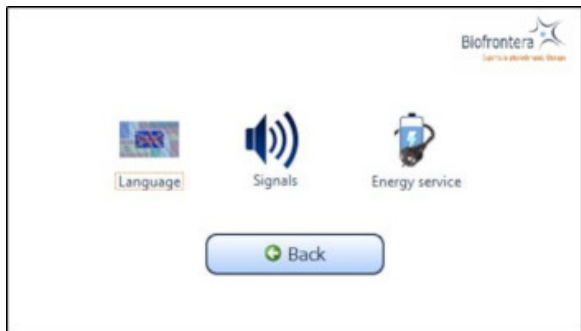 Biofrontera
Language
Signals
Energy service
Back